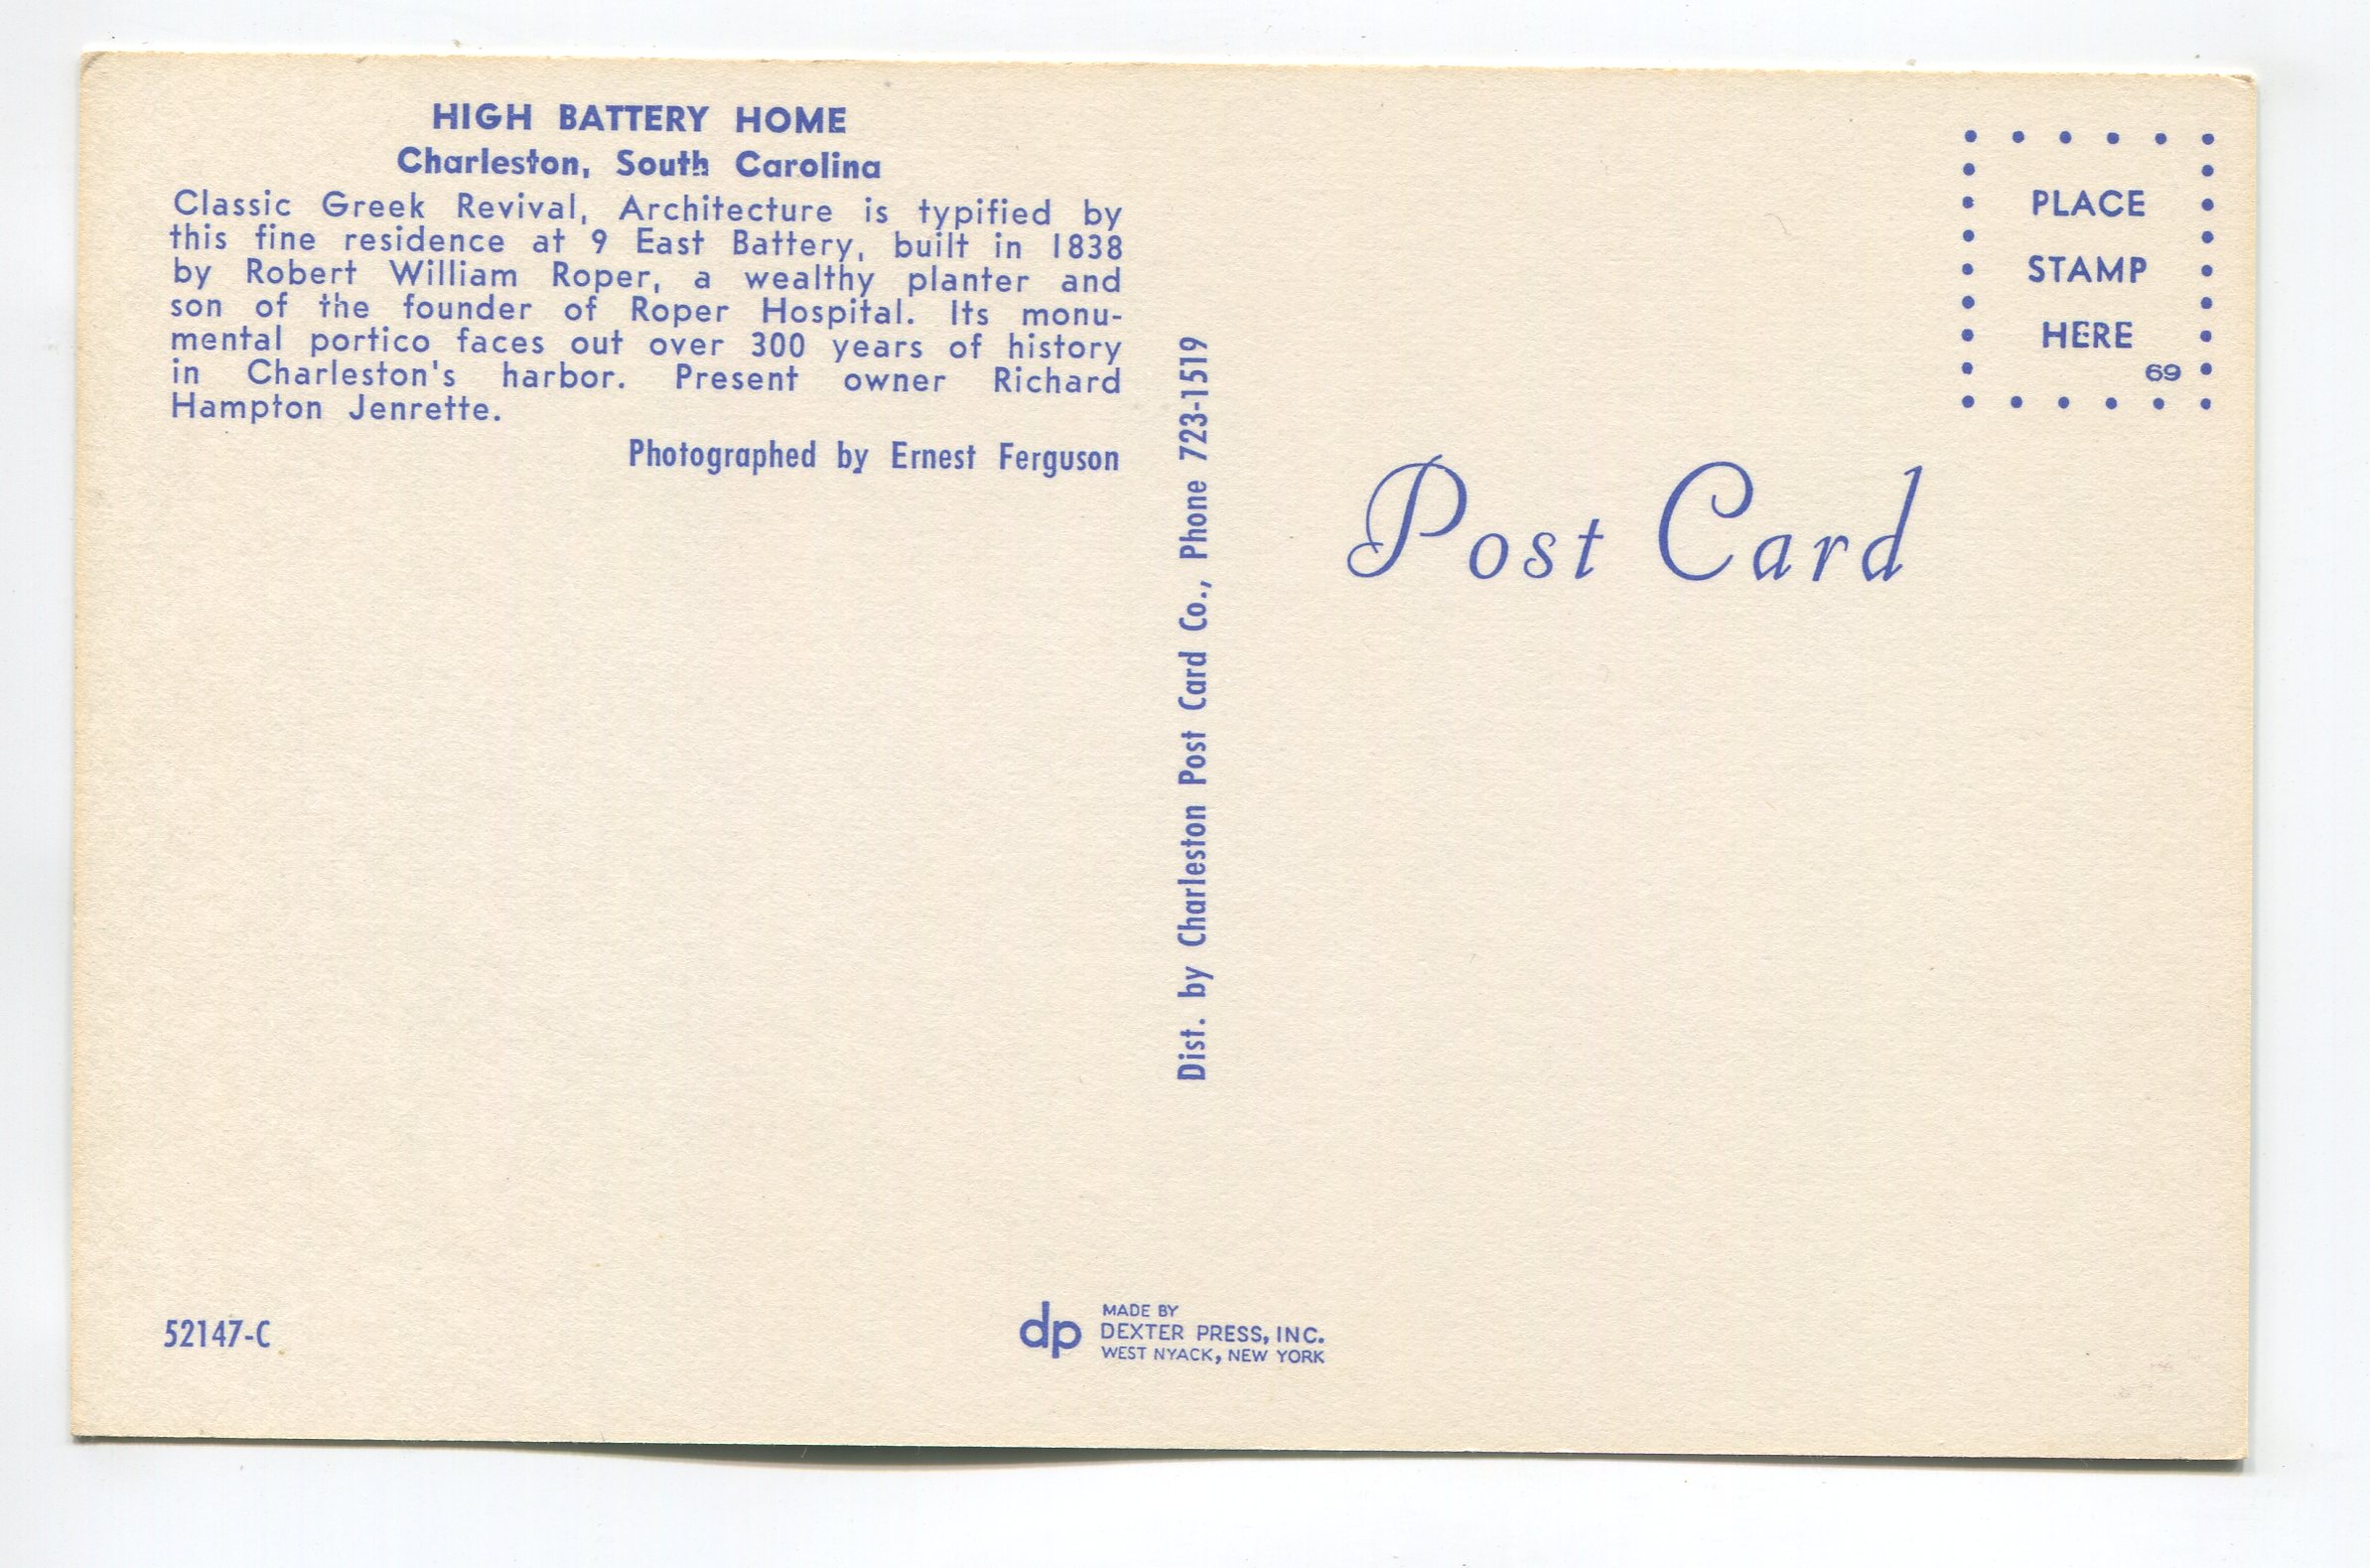 HIGH BATTERY HOME
Charleston, South Carolina
Classic Greek Revival, Architecture is typified by
this fine residence at 9 East Battery, built in 1838
by Robert William Roper, a wealthy planter and
son of the founder of Roper Hospital. Its monu-
mental portico faces out over 300 years of history
in Charleston's harbor. Present owner Richard
Hampton Jenrette.
Photographed by Ernest Ferguson
52147-C
Dist. by Charleston Post Card Co., Phone 723-1519
dp
MADE BY
DEXTER PRESS, INC.
WEST NYACK, NEW YORK
PLACE
STAMP
HERE
69
Post Card